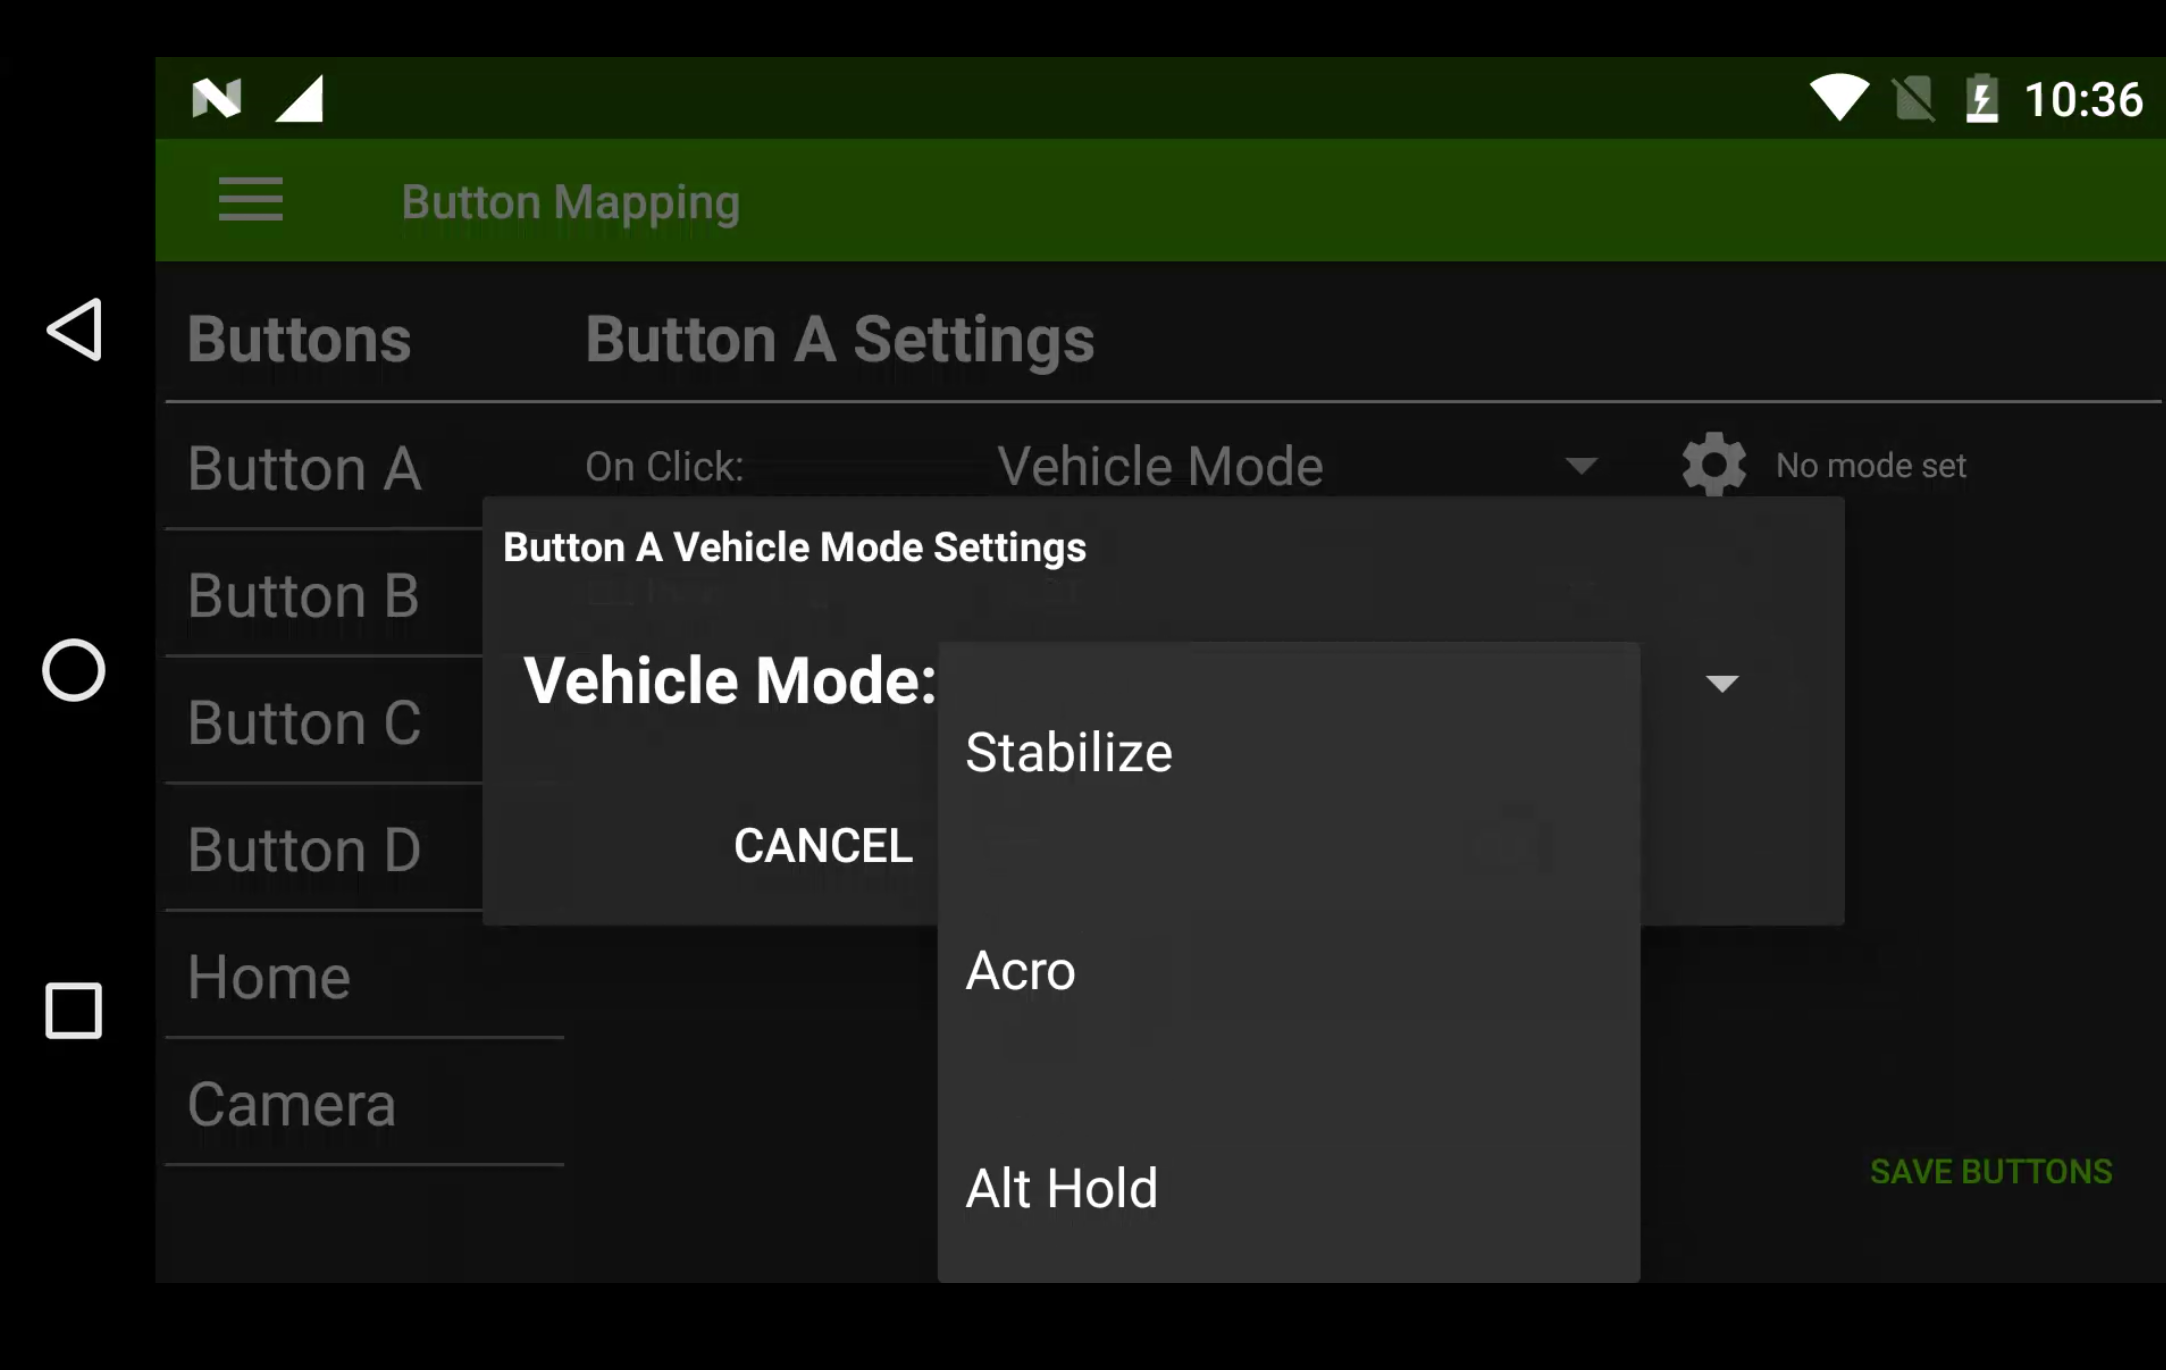 10:36
Button Mapping
Buttons
Button A Settings
Button A
On Click:
Vehicle Mode
No mode set
Button A Vehicle Mode Settings
Button B
Vehicle Mode:
Stabilize
Button C
CANCEL
Button D
Acro
Home
Camera
Alt Hold
SAVE BUTTONS